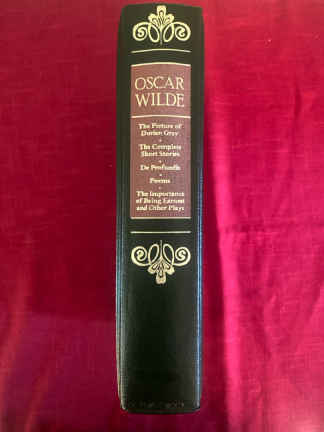 OSCAR
WILDE
The Picture of
Dorian Gray
The Complete
Short Stories
De Profundis
Poems
The Importance
of Being Earnest
and Other Plays